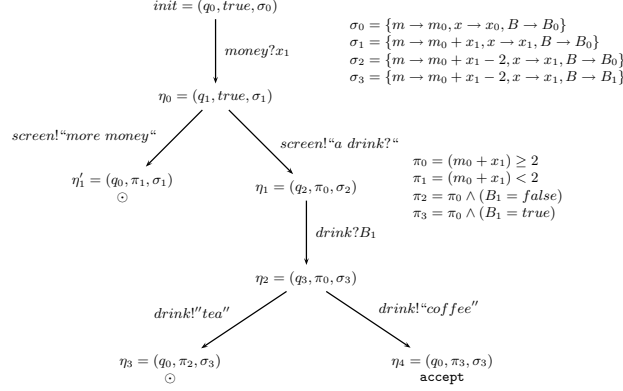 init = (q₀, true, σ₀)
σ₀ = {m → m₀, x → x₀, B → B₀}
σ₁ = {m → m₀ + x₁, x → x₁, B → B₀}
σ₂ = {m → m₀ + x₁ − 2, x → x₁, B → B₀}
σ₃ = {m → m₀ + x₁ − 2, x → x₁, B → B₁}
money?x₁
η₀ = (q₁, true, σ₁)
screen!“more money“
screen!“a drink?“
η′₁ = (q₀, π₁, σ₁)
⊙
η₁ = (q₂, π₀, σ₂)
π₀ = (m₀ + x₁) ≥ 2
π₁ = (m₀ + x₁) < 2
π₂ = π₀ ∧ (B₁ = false)
π₃ = π₀ ∧ (B₁ = true)
drink?B₁
η₂ = (q₃, π₀, σ₃)
drink!″tea″
drink!“coffee″
η₃ = (q₀, π₂, σ₃)
⊙
η₄ = (q₀, π₃, σ₃)
accept